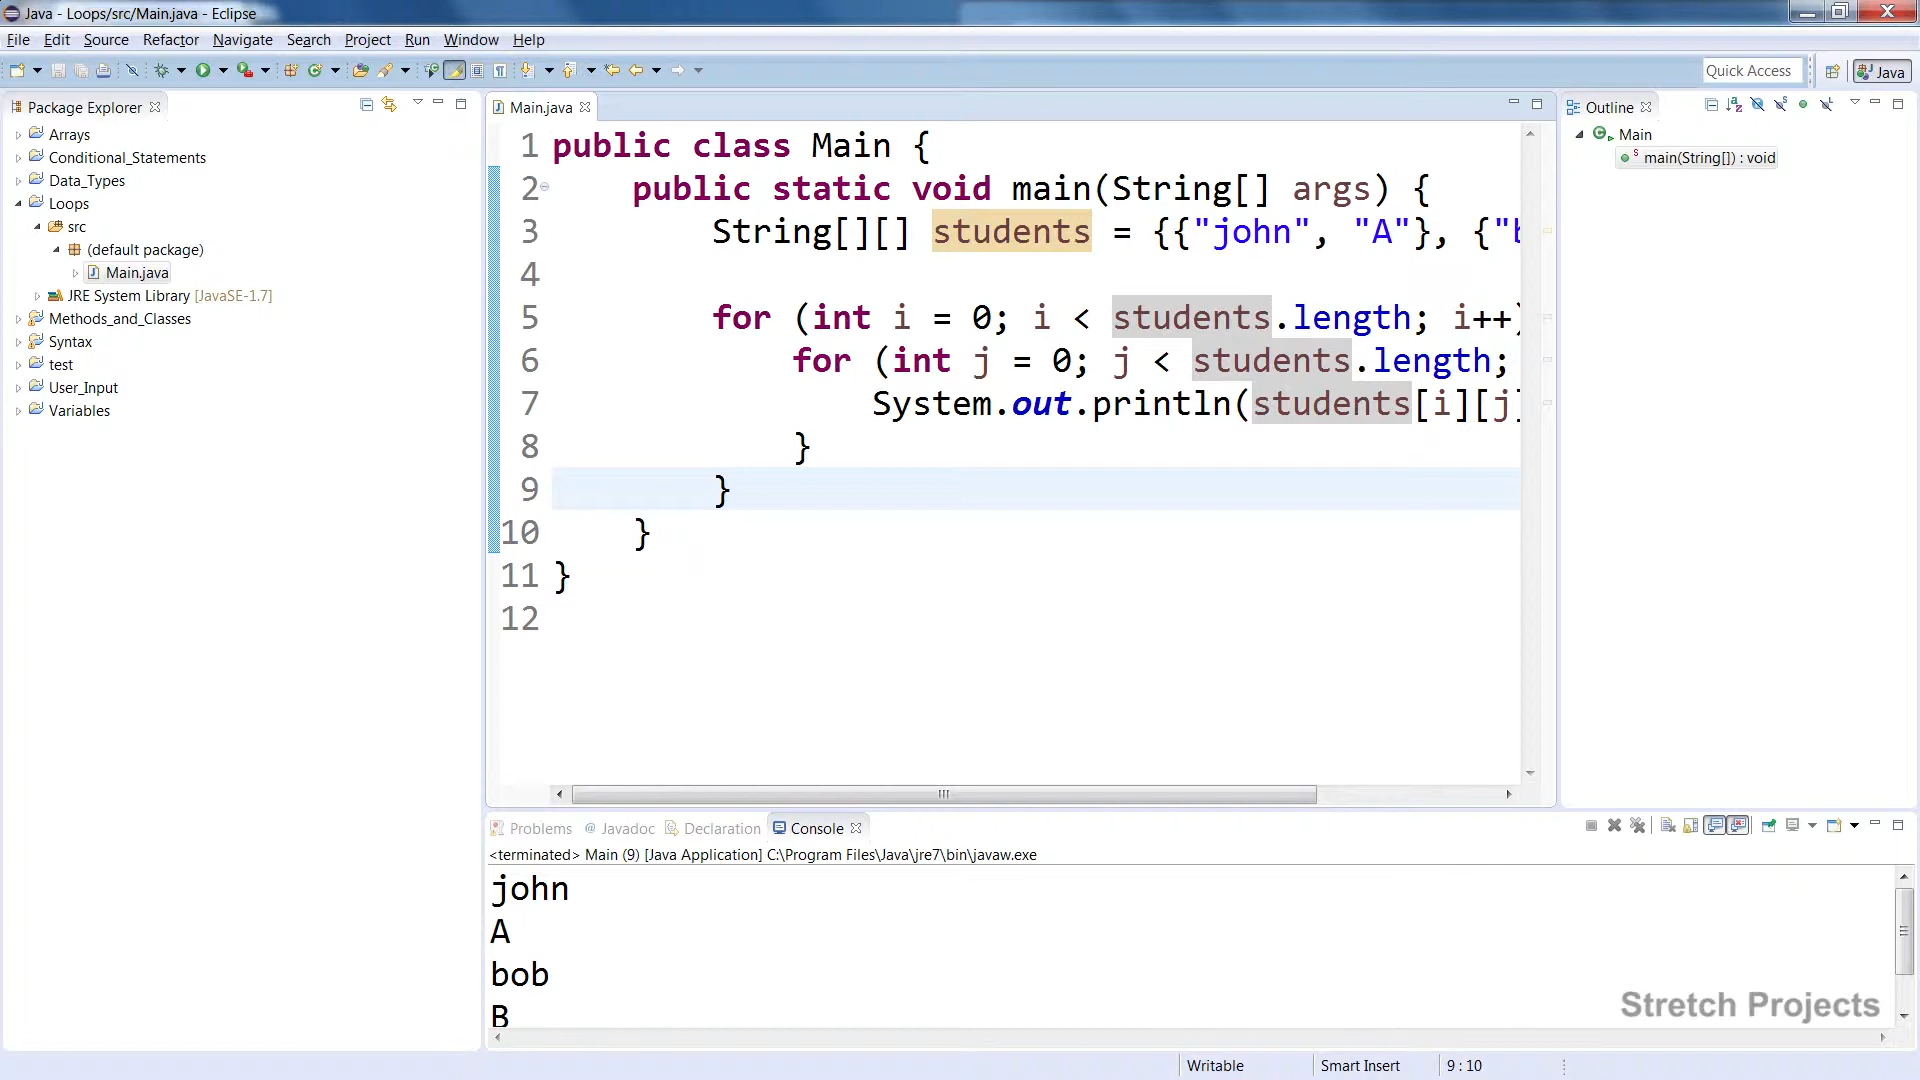 Java - Loops/src/Main.java - Eclipse
File Edit Source Refactor Navigate Search Project Run Window Help
Quick Access
Java
Package Explorer
Arrays
Conditional_Statements
Data_Types
Loops
src
(default package)
Main.java
JRE System Library [JavaSE-1.7]
Methods_and_Classes
Syntax
test
User_Input
Variables
Main.java
1 public class Main {
2 public static void main(String[] args) {
3 String[][] students = {{"john", "A"}, {"b
4
5 for (int i = 0; i < students.length; i++)
6 for (int j = 0; j < students.length;
7 System.out.println(students[i][j]
8 }
9 }
10 }
11 }
12
Outline
Main
main(String[]) : void
Problems @ Javadoc Declaration Console
<terminated> Main (9) [Java Application] C:\Program Files\Java\jre7\bin\javaw.exe
john
A
bob
B
Stretch Projects
Writable Smart Insert 9 : 10